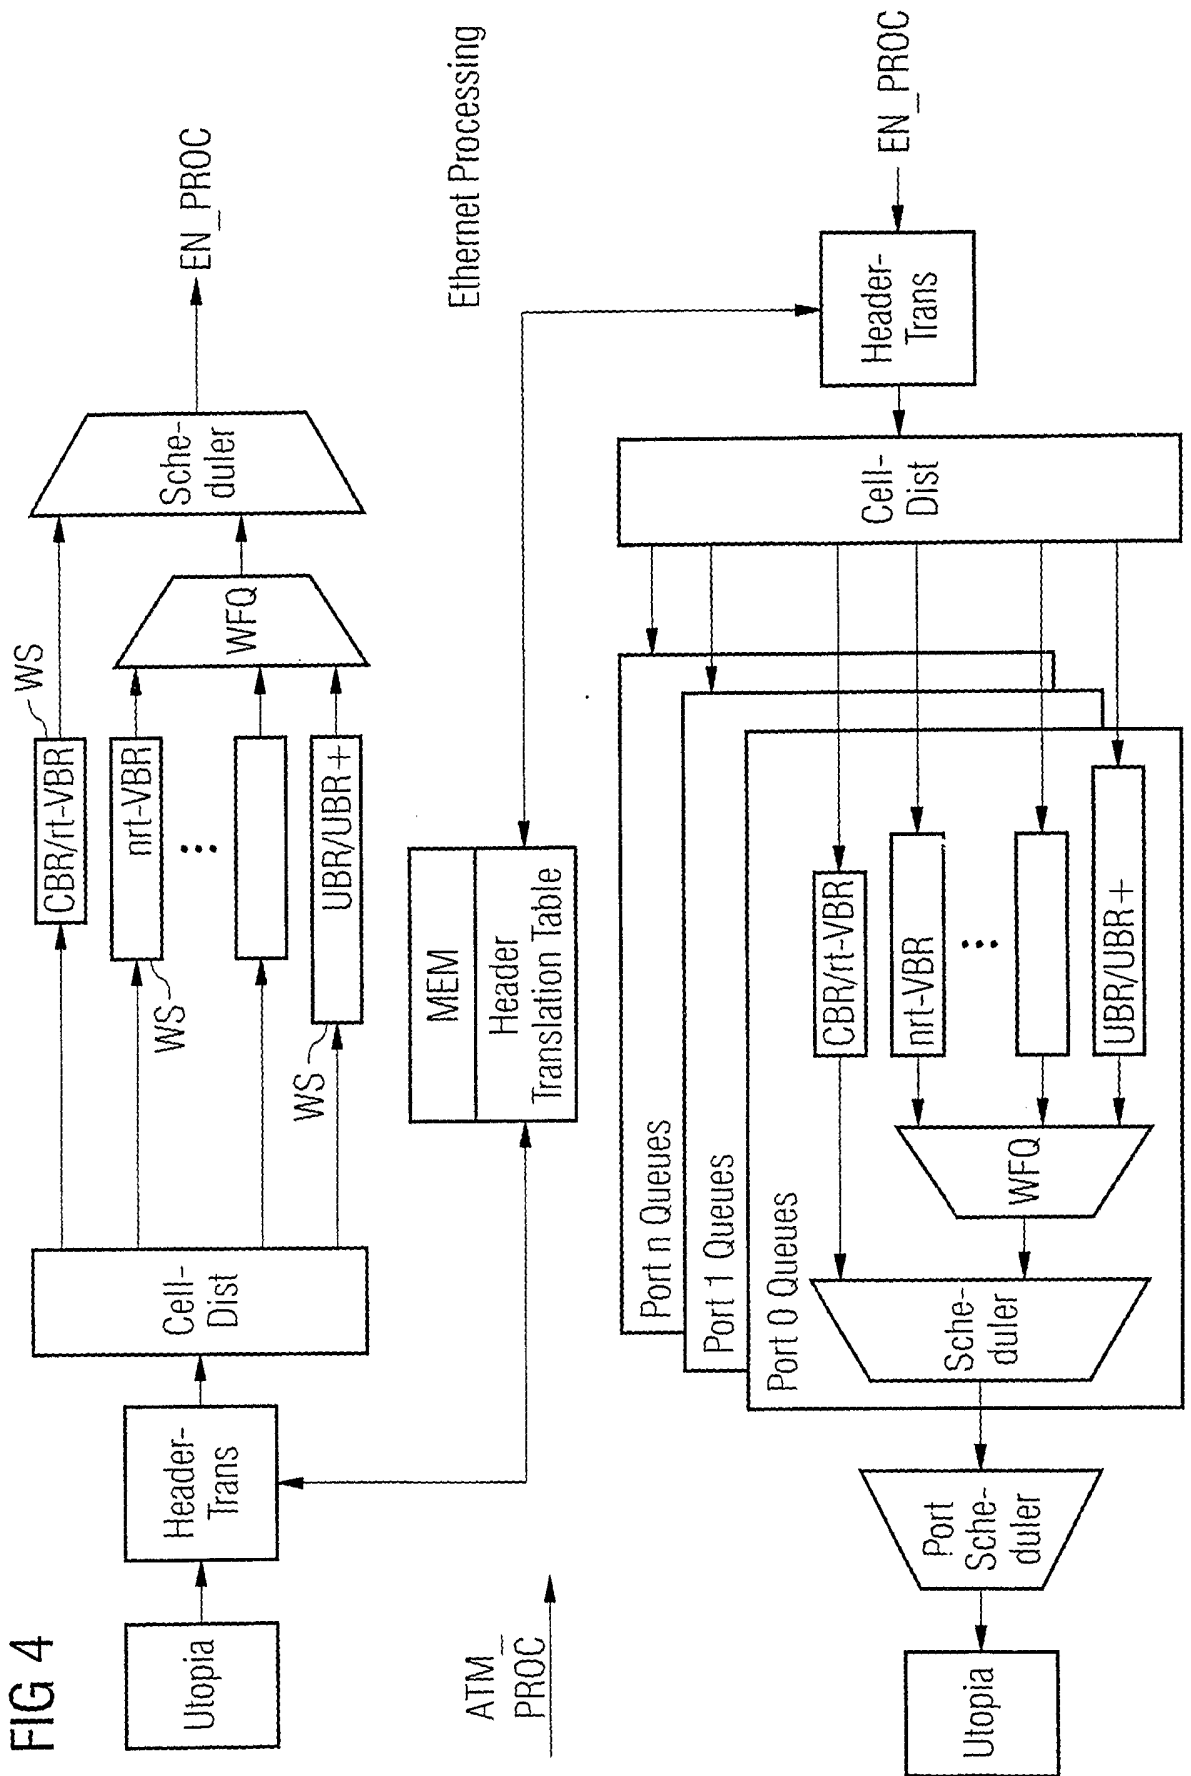 FIG 4
Utopia
Header-
Trans
Cell-
Dist
CBR/rt-VBR
WS
nrt-VBR
WS
...
UBR/UBR+
WS
WFQ
Sche-
duler
EN_PROC
ATM_
PROC
MEM
Header
Translation Table
Ethernet Processing
Utopia
Port
Sche-
duler
Port n Queues
Port 1 Queues
Port 0 Queues
Sche-
duler
WFQ
CBR/rt-VBR
nrt-VBR
...
UBR/UBR+
Cell-
Dist
Header-
Trans
EN_PROC